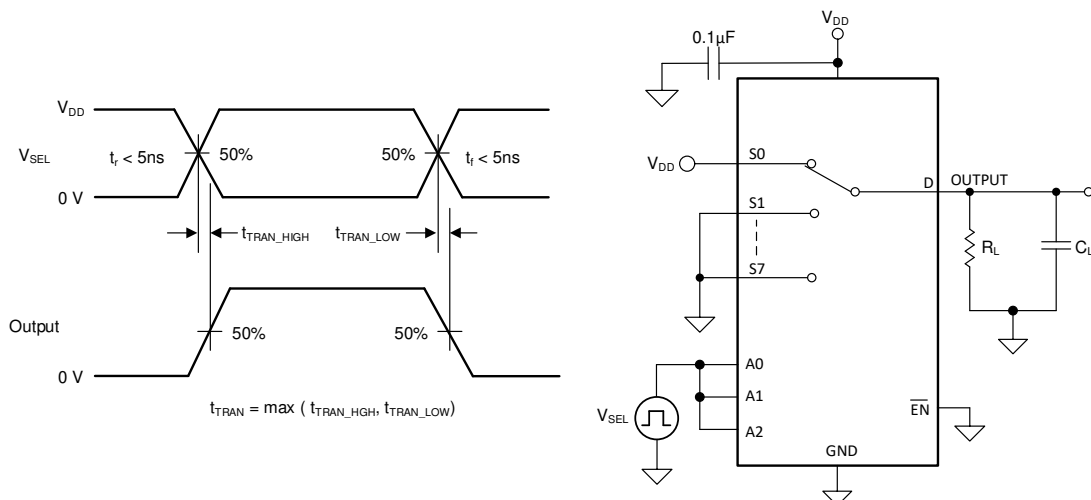 V_DD
V_SEL
0 V
t_r < 5ns
50%
50%
t_f < 5ns
t_TRAN_HIGH
t_TRAN_LOW
Output
0 V
50%
50%
t_TRAN = max ( t_TRAN_HGH, t_TRAN_LOW)
V_DD
0.1µF
V_DD
S0
S1
S7
D
OUTPUT
R_L
C_L
A0
A1
A2
V_SEL
EN
GND